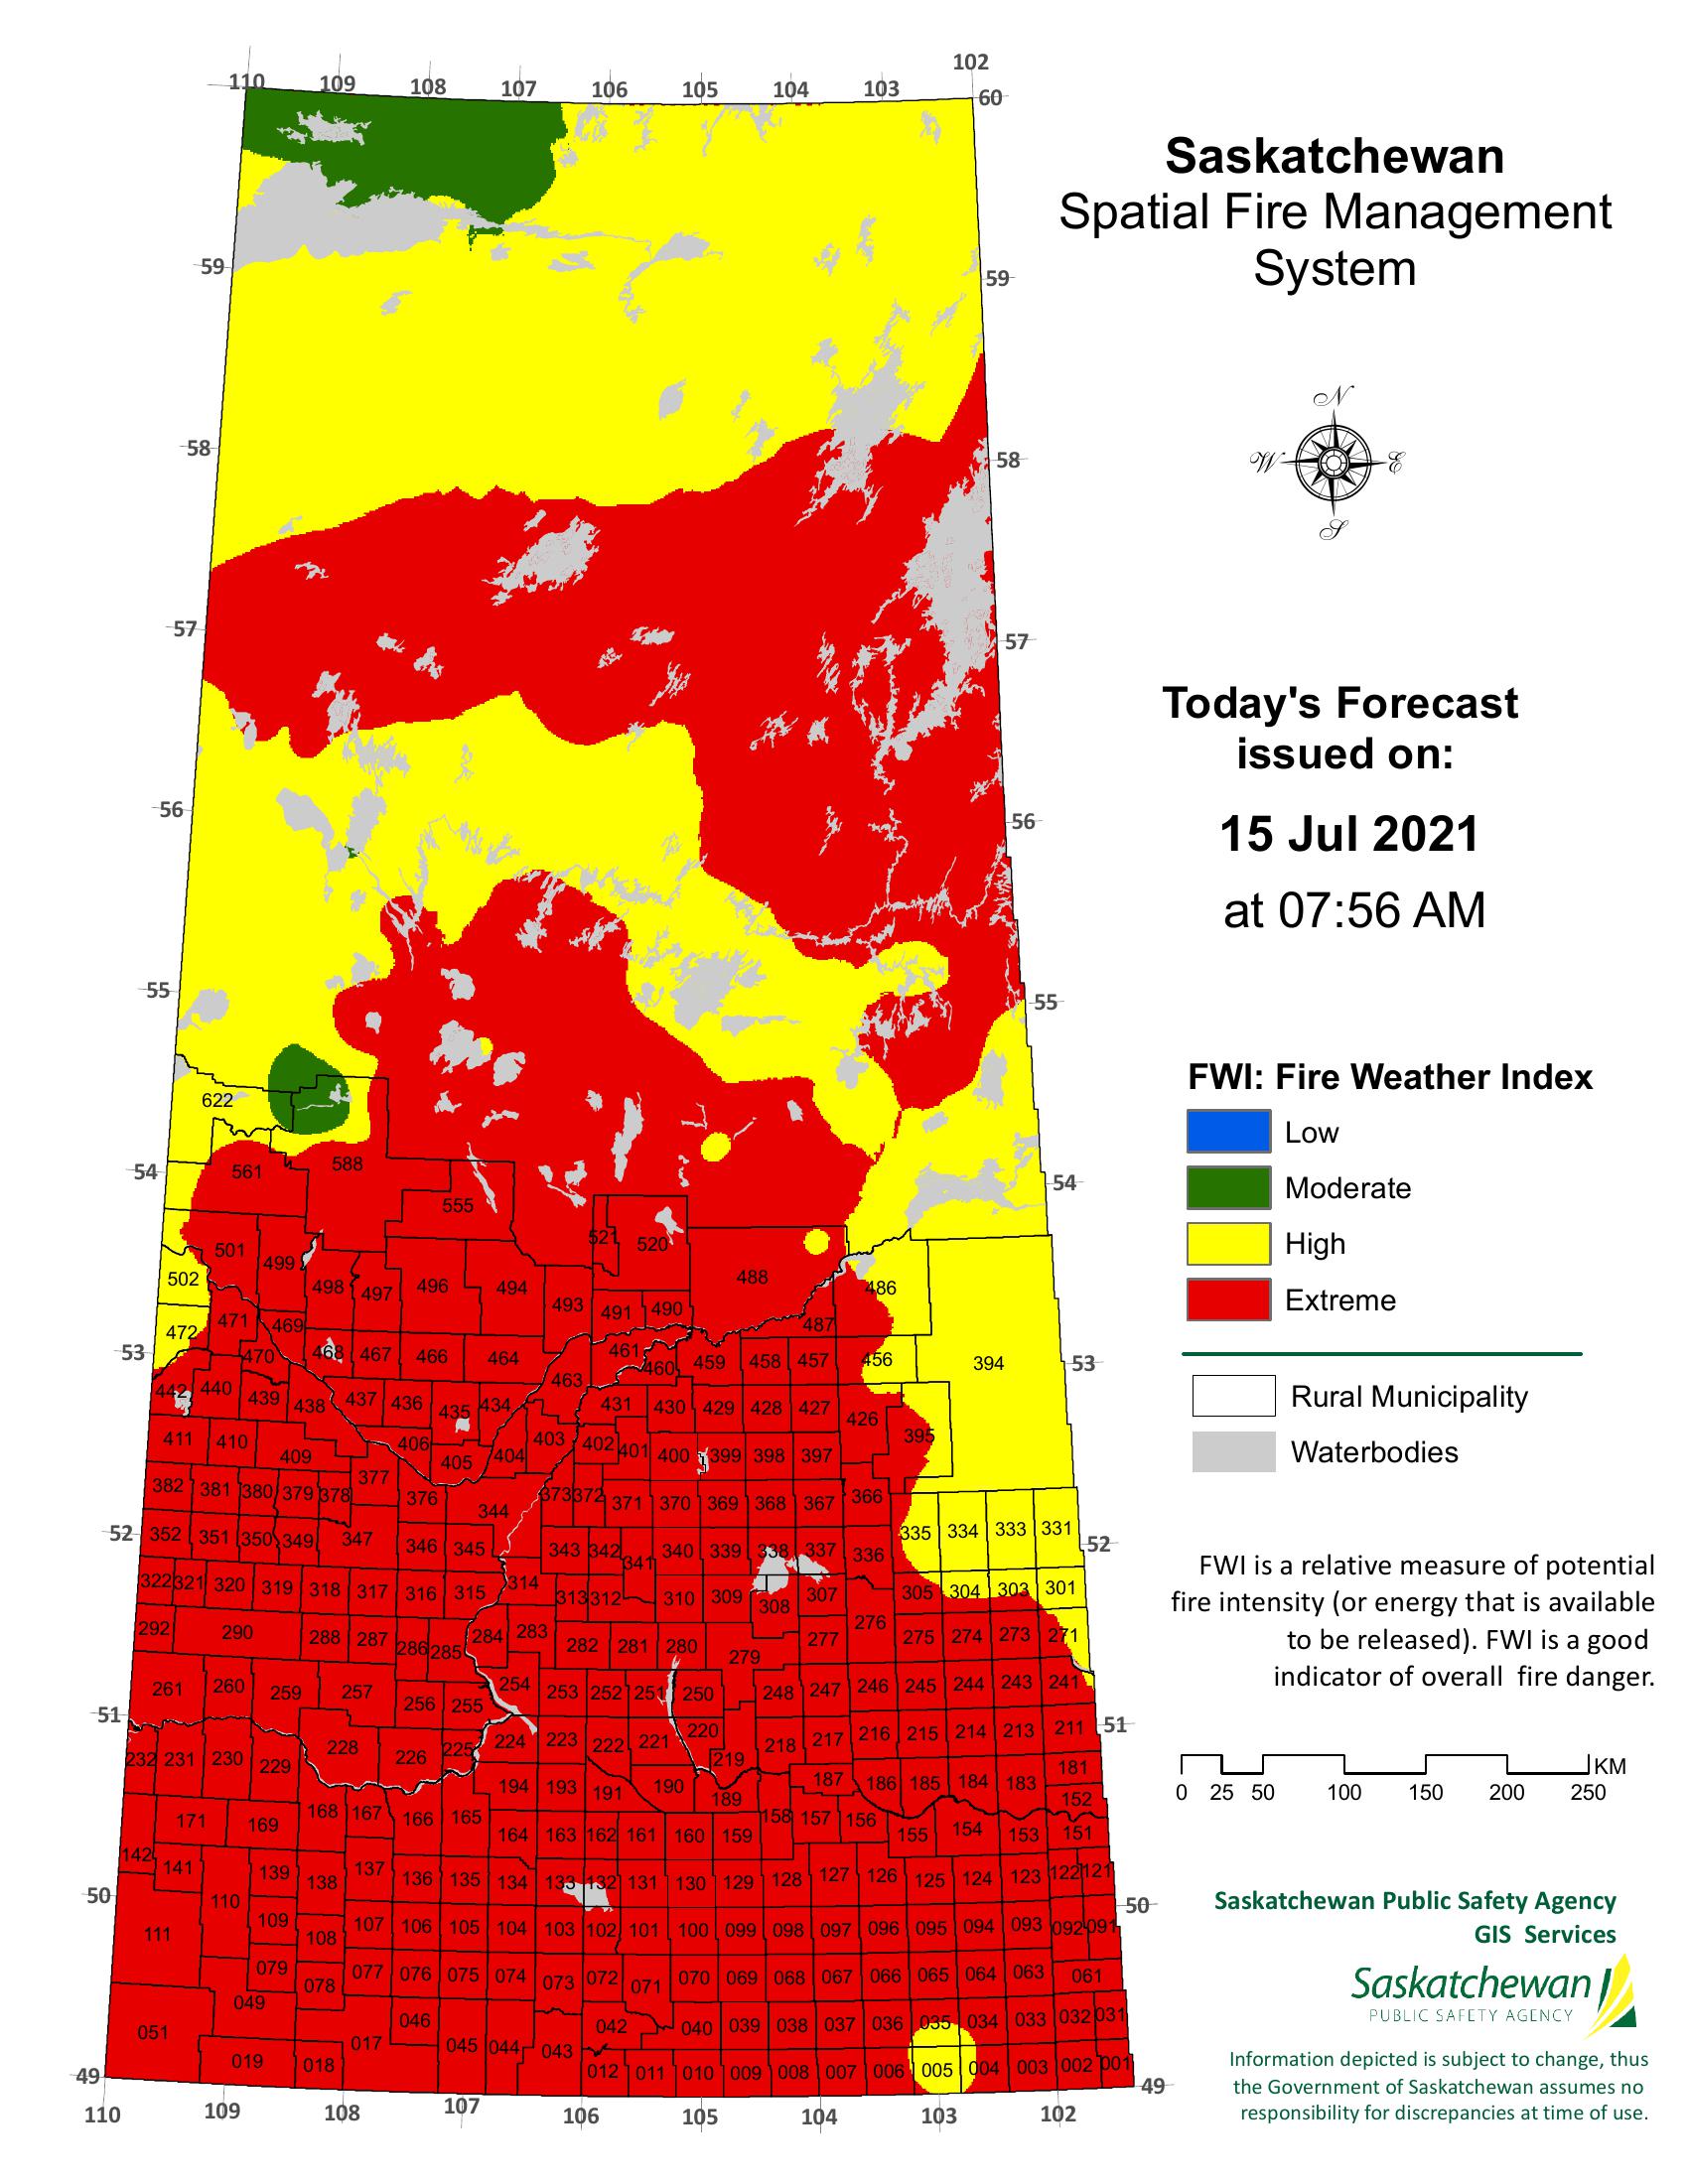 110 109 108 107 106 105 104 103 102
60
59 59
58 58
57 57
56 56
55 55
54 54
53 53
52 52
51 51
50 50
49 49
110 109 108 107 106 105 104 103 102
Saskatchewan
Spatial Fire Management
System
N
W E
S
Today's Forecast
issued on:
15 Jul 2021
at 07:56 AM
FWI: Fire Weather Index
Low
Moderate
High
Extreme
Rural Municipality
Waterbodies
FWI is a relative measure of potential
fire intensity (or energy that is available
to be released). FWI is a good
indicator of overall fire danger.
KM
0 25 50 100 150 200 250
Saskatchewan Public Safety Agency
GIS Services
Saskatchewan
PUBLIC SAFETY AGENCY
Information depicted is subject to change, thus
the Government of Saskatchewan assumes no
responsibility for discrepancies at time of use.
622
561 588
555
501 499 521 520
502 498 497 496 494 493 491 490 488 486
472 471 469 487
470 468 467 466 464 463 461 460 459 458 457 456 394
442 440 439 438 437 436 435 434 431 430 429 428 427 426
411 410 409 406 405 404 403 402 401 400 399 398 397 395
382 381 380 379 378 377 376 344 373 372 371 370 369 368 367 366
352 351 350 349 347 346 345 343 342 341 340 339 338 337 336 335 334 333 331
322 321 320 319 318 317 316 315 314 313 312 310 309 308 307 305 304 303 301
292 290 288 287 286 285 284 283 282 281 280 279 277 276 275 274 273 271
261 260 259 257 256 255 254 253 252 251 250 248 247 246 245 244 243 241
232 231 230 229 228 226 225 224 223 222 221 220 219 218 217 216 215 214 213 211
194 193 191 190 189 187 186 185 184 183 181
171 169 168 167 166 165 164 163 162 161 160 159 158 157 156 155 154 153 152 151
142 141 139 138 137 136 135 134 133 132 131 130 129 128 127 126 125 124 123 122 121
111 110 109 108 107 106 105 104 103 102 101 100 099 098 097 096 095 094 093 092 091
079 078 077 076 075 074 073 072 071 070 069 068 067 066 065 064 063 061
051 049 046 042 040 039 038 037 036 035 034 033 032 031
019 018 017 045 044 043 012 011 010 009 008 007 006 005 004 003 002 001